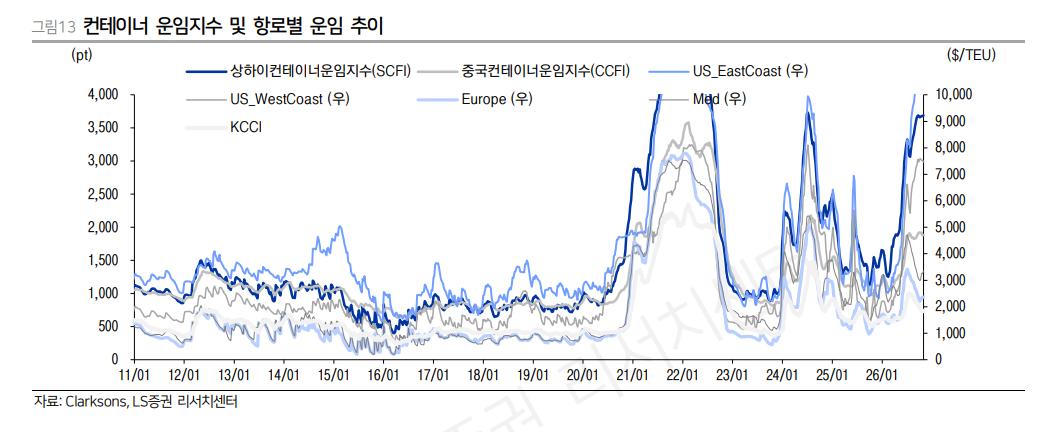 그림13 컨테이너 운임지수 및 항로별 운임 추이
(pt) ($/TEU)
상하이컨테이너운임지수(SCFI) 중국컨테이너운임지수(CCFI) US_EastCoast (우)
US_WestCoast (우) Europe (우) Med (우)
KCCI
4,000 10,000
9,000
3,500
8,000
3,000
7,000
2,500
6,000
2,000 5,000
1,500 4,000
3,000
1,000
2,000
500
1,000
0 0
11/01 12/01 13/01 14/01 15/01 16/01 17/01 18/01 19/01 20/01 21/01 22/01 23/01 24/01 25/01 26/01
자료: Clarksons, LS증권 리서치센터